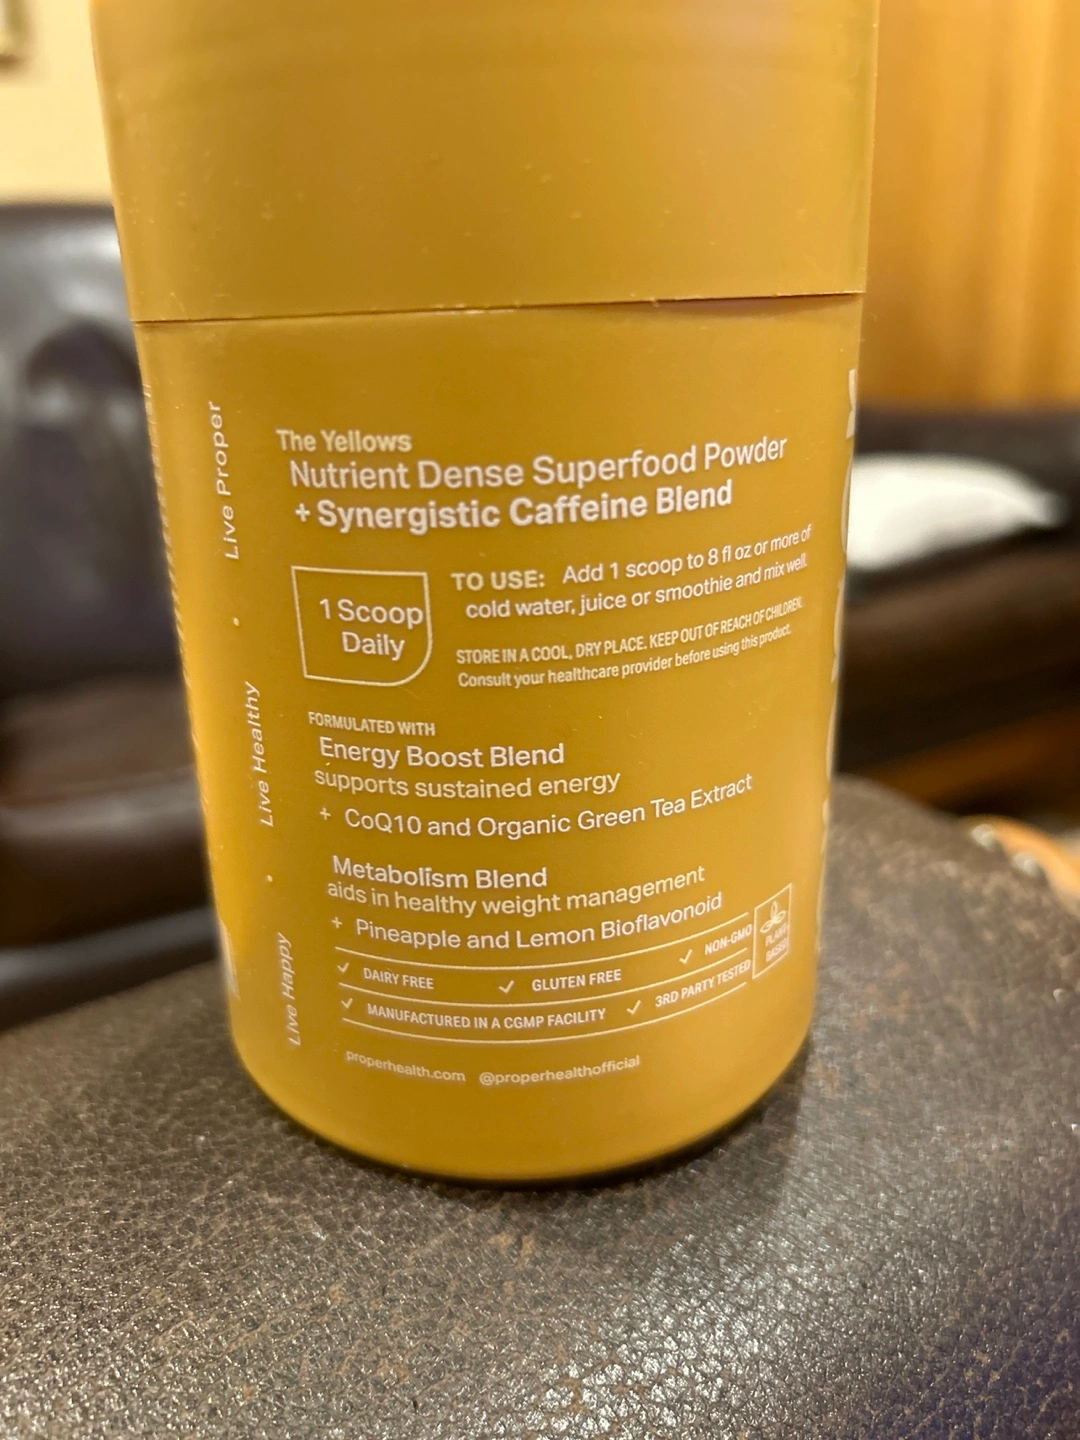 The Yellows
Nutrient Dense Superfood Powder
+ Synergistic Caffeine Blend
1 Scoop
Daily
TO USE: Add 1 scoop to 8 fl oz or more of
cold water, juice or smoothie and mix well.
STORE IN A COOL, DRY PLACE. KEEP OUT OF REACH OF CHILDREN.
Consult your healthcare provider before using this product.
FORMULATED WITH
Energy Boost Blend
supports sustained energy
+ CoQ10 and Organic Green Tea Extract
Metabolism Blend
aids in healthy weight management
+ Pineapple and Lemon Bioflavonoid
✓ DAIRY FREE ✓ GLUTEN FREE ✓ NON-GMO
✓ MANUFACTURED IN A CGMP FACILITY ✓ 3RD PARTY TESTED
PLANT-
BASED
properhealth.com @properhealthofficial
Live Happy • Live Healthy • Live Proper